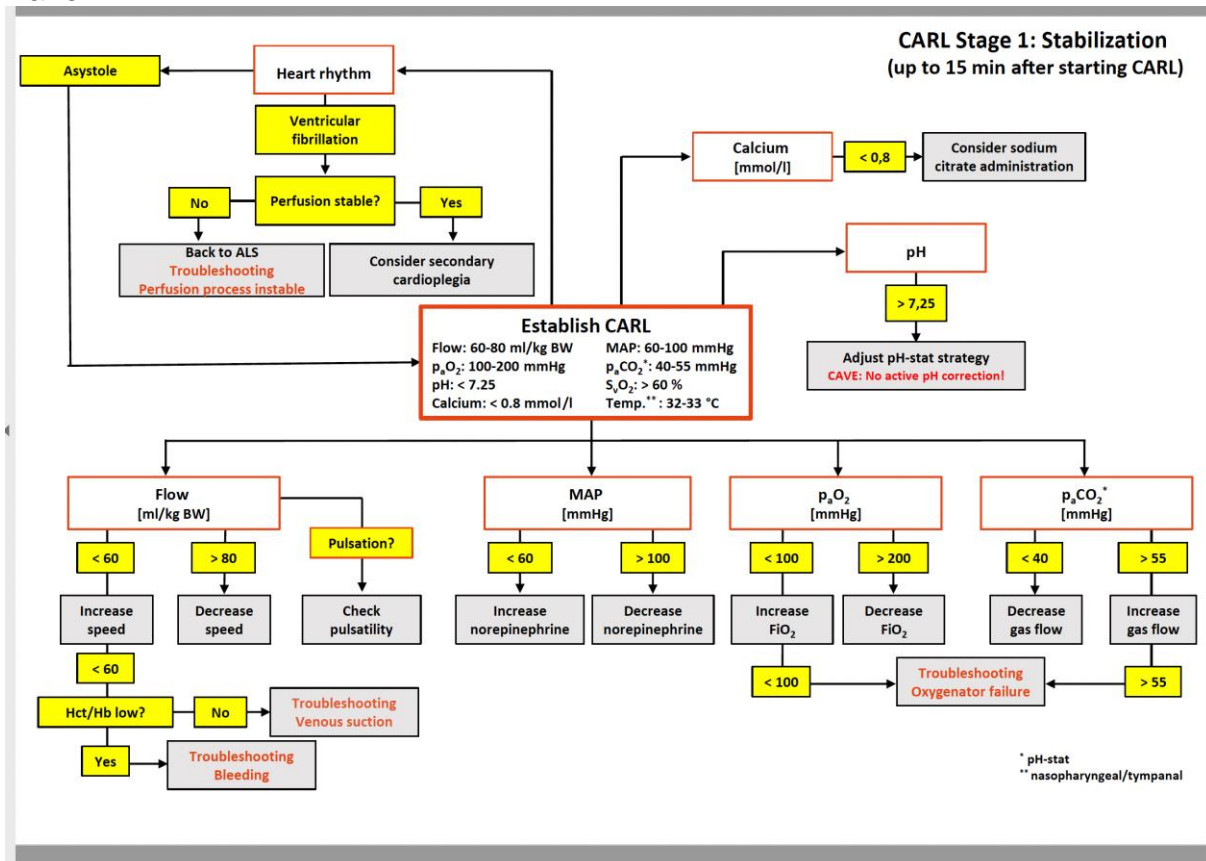 CARL Stage 1: Stabilization
(up to 15 min after starting CARL)
Asystole
Heart rhythm
Ventricular
fibrillation
No
Perfusion stable?
Yes
Back to ALS
Troubleshooting
Perfusion process instable
Consider secondary
cardioplegia
Calcium
[mmol/l]
< 0,8
Consider sodium
citrate administration
pH
> 7,25
Adjust pH-stat strategy
CAVE: No active pH correction!
Establish CARL
Flow: 60-80 ml/kg BW
MAP: 60-100 mmHg
paO2: 100-200 mmHg
paCO2*: 40-55 mmHg
pH: < 7.25
SvO2: > 60 %
Calcium: < 0.8 mmol/l
Temp.** : 32-33 °C
Flow
[ml/kg BW]
MAP
[mmHg]
paO2
[mmHg]
paCO2*
[mmHg]
< 60
> 80
Pulsation?
< 60
> 100
< 100
> 200
< 40
> 55
Increase
speed
Decrease
speed
Check
pulsatility
Increase
norepinephrine
Decrease
norepinephrine
Increase
FiO2
Decrease
FiO2
Decrease
gas flow
Increase
gas flow
< 60
< 100
Troubleshooting
Oxygenator failure
> 55
Hct/Hb low?
No
Troubleshooting
Venous suction
Yes
Troubleshooting
Bleeding
* pH-stat
** nasopharyngeal/tympanal